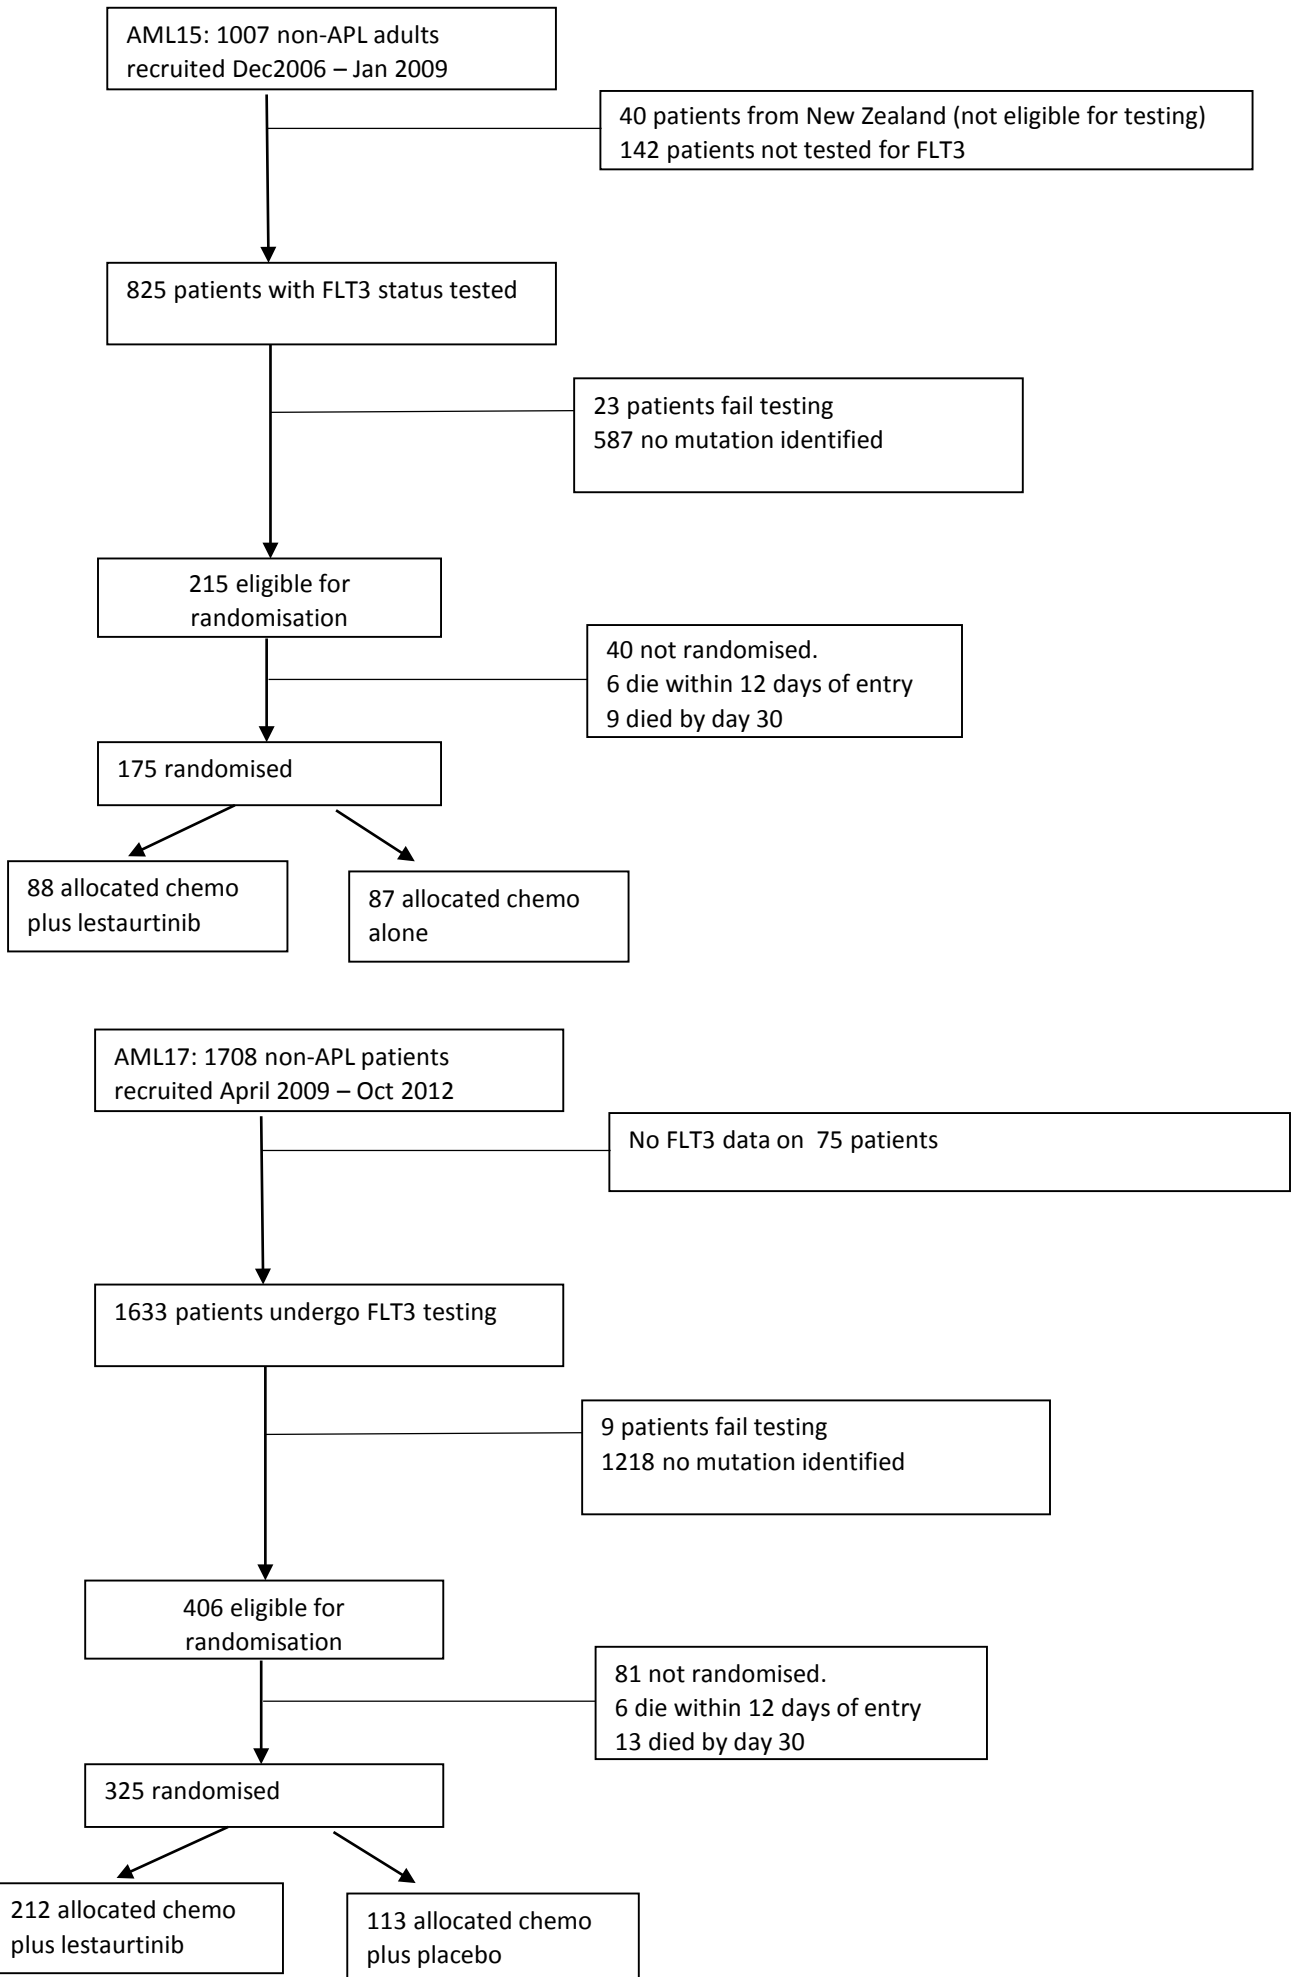 AML15: 1007 non-APL adults
recruited Dec2006 – Jan 2009
40 patients from New Zealand (not eligible for testing)
142 patients not tested for FLT3
825 patients with FLT3 status tested
23 patients fail testing
587 no mutation identified
215 eligible for
randomisation
40 not randomised.
6 die within 12 days of entry
9 died by day 30
175 randomised
88 allocated chemo
plus lestaurtinib
87 allocated chemo
alone
AML17: 1708 non-APL patients
recruited April 2009 – Oct 2012
No FLT3 data on  75 patients
1633 patients undergo FLT3 testing
9 patients fail testing
1218 no mutation identified
406 eligible for
randomisation
81 not randomised.
6 die within 12 days of entry
13 died by day 30
325 randomised
212 allocated chemo
plus lestaurtinib
113 allocated chemo
plus placebo